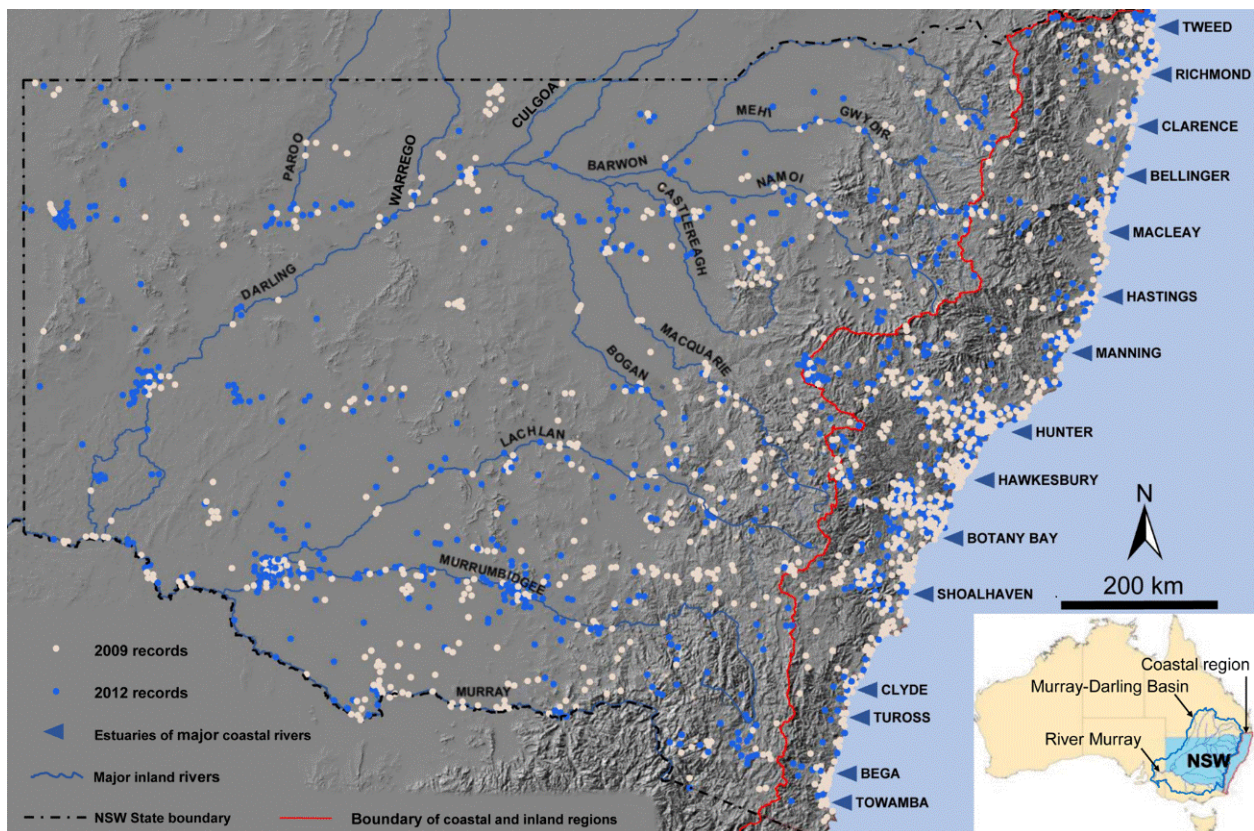 TWEED
RICHMOND
CLARENCE
BELLINGER
MACLEAY
HASTINGS
MANNING
HUNTER
HAWKESBURY
BOTANY BAY
SHOALHAVEN
CLYDE
TUROSS
BEGA
TOWAMBA
PAROO
WARREGO
CULGOA
MEHI
GWYDIR
BARWON
NAMOI
CASTLEREAGH
DARLING
MACQUARIE
BOGAN
LACHLAN
MURRUMBIDGEE
MURRAY
N
200 km
2009 records
2012 records
Estuaries of major coastal rivers
Major inland rivers
NSW State boundary
Boundary of coastal and inland regions
Coastal region
Murray-Darling Basin
River Murray
NSW